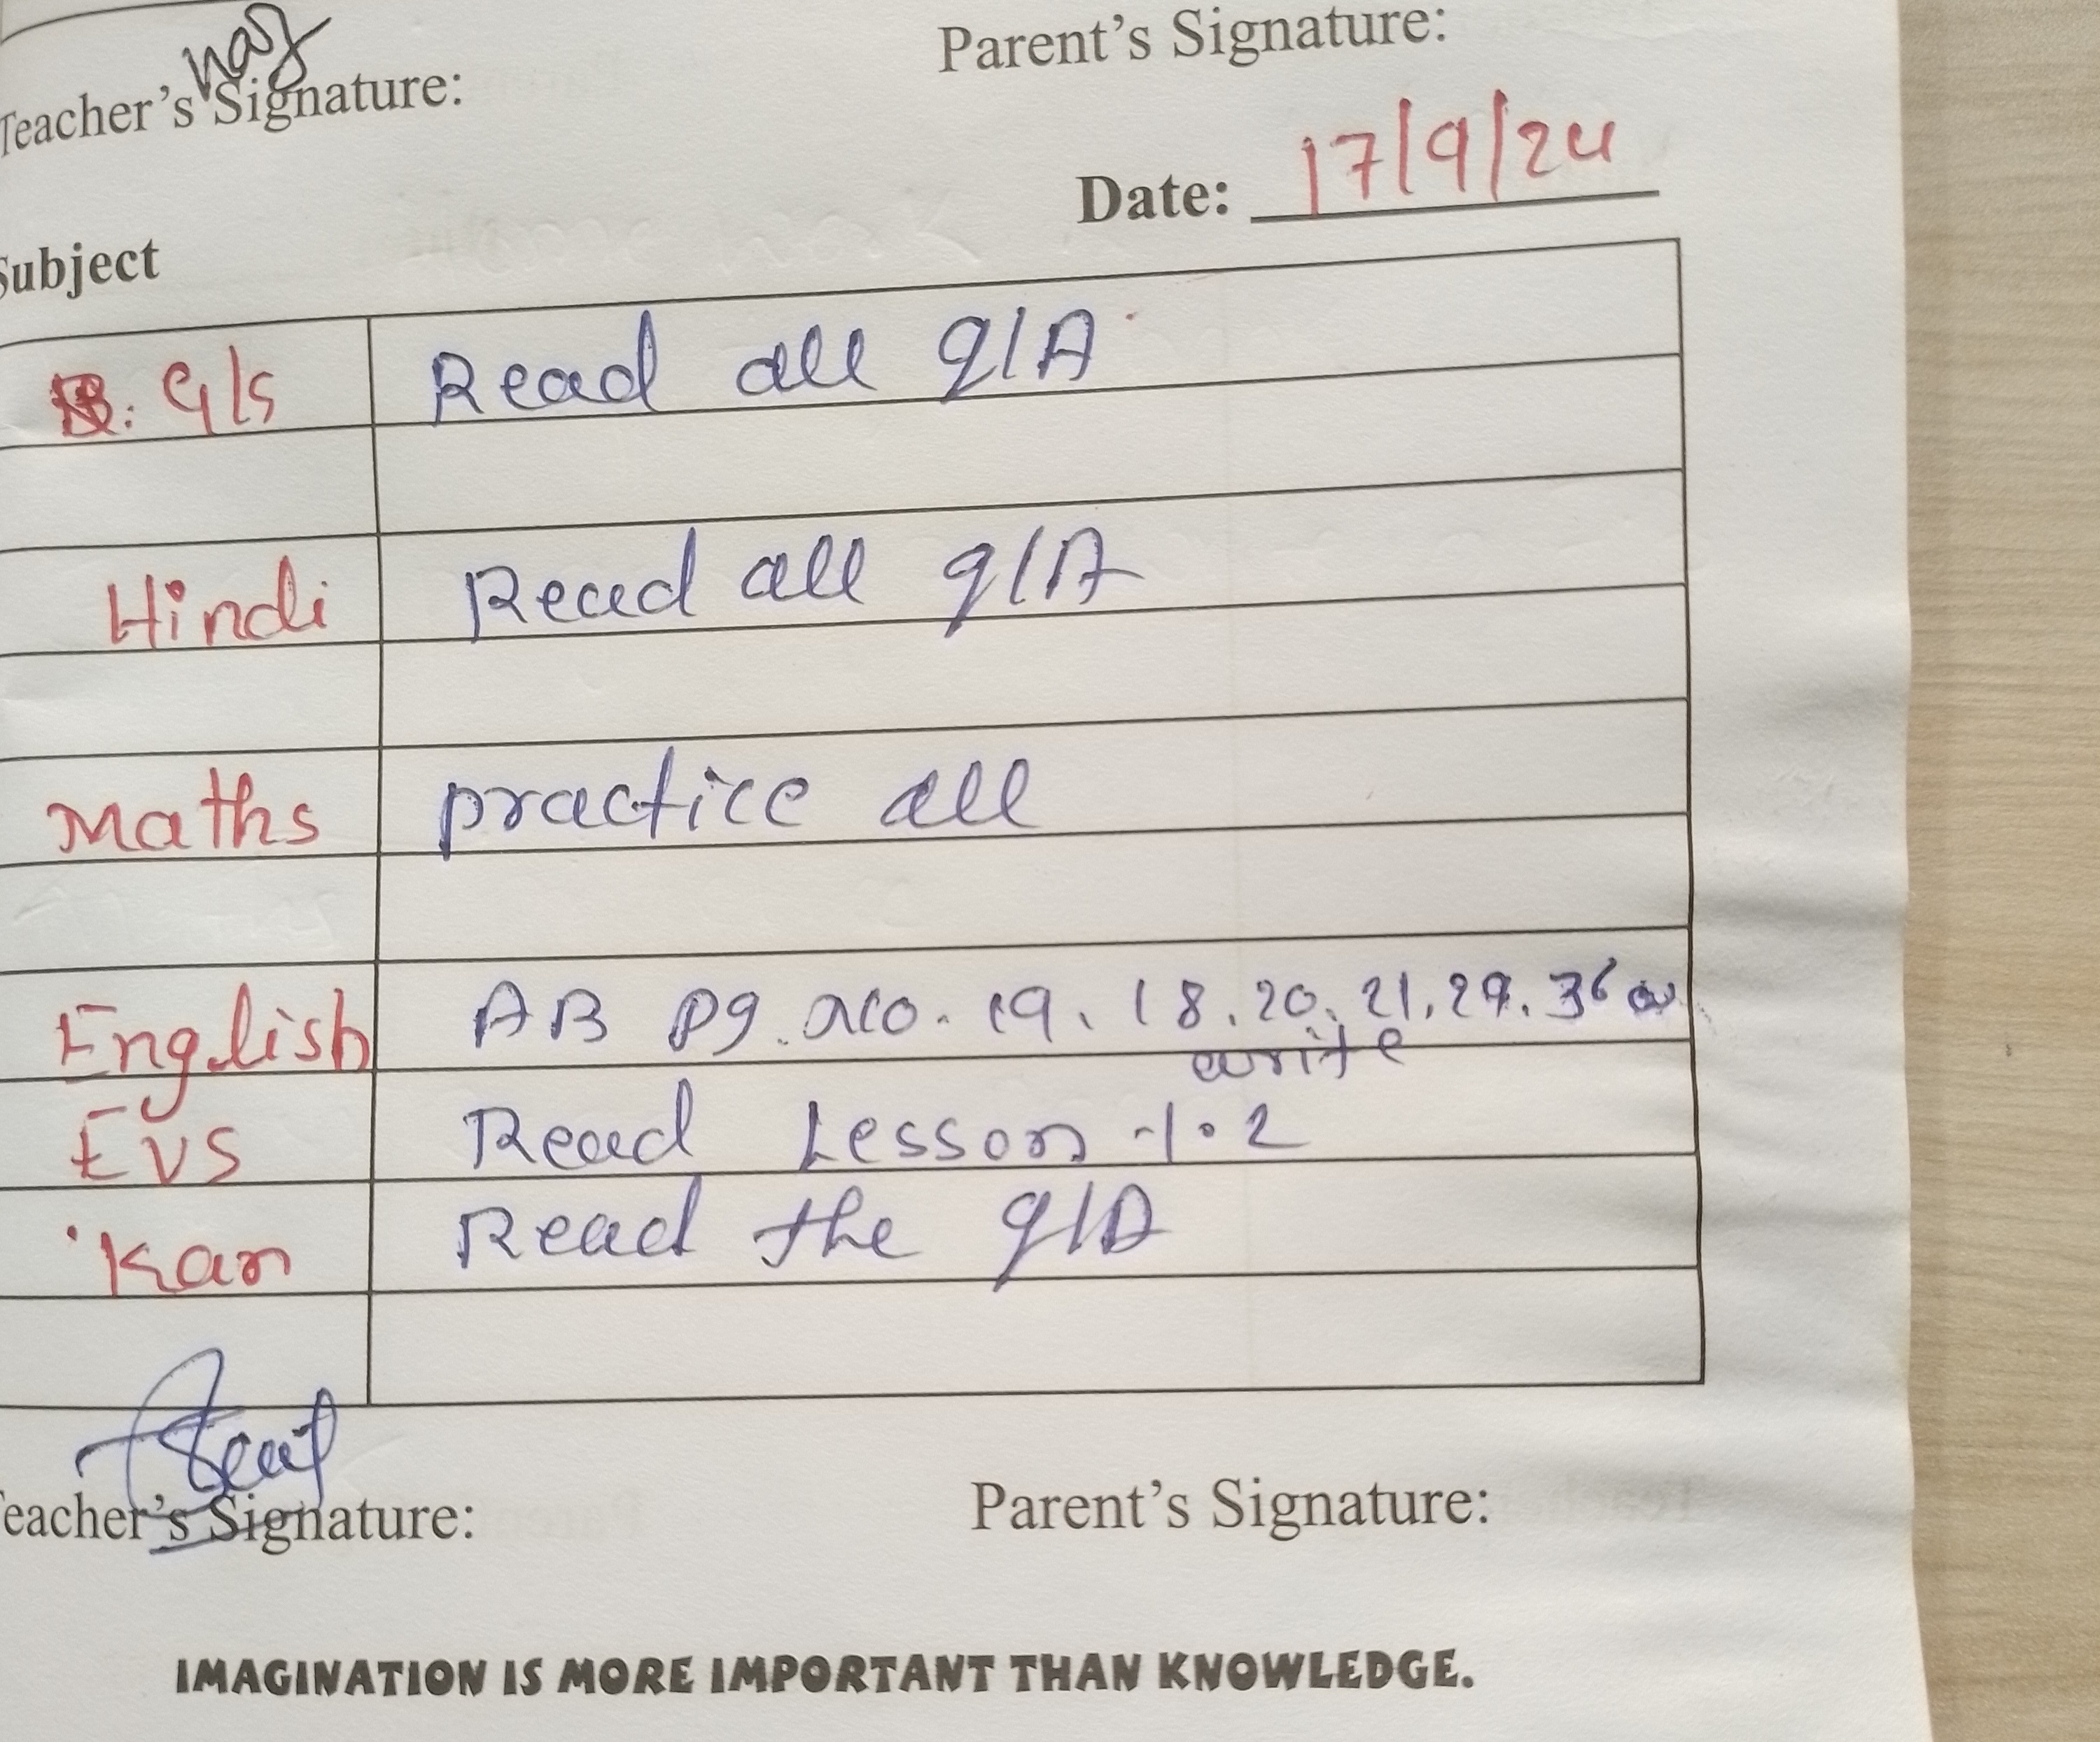 Teacher's Signature: Parent's Signature:
Date: 17/9/24
Subject
G/S Read all q/A
Hindi Read all q/A
Maths practice all
English AB pg. no. 19. 18. 20. 21. 29. 36
write
EVS Read Lesson -1. 2
Kan Read the q/A
Teacher's Signature: Parent's Signature:
IMAGINATION IS MORE IMPORTANT THAN KNOWLEDGE.